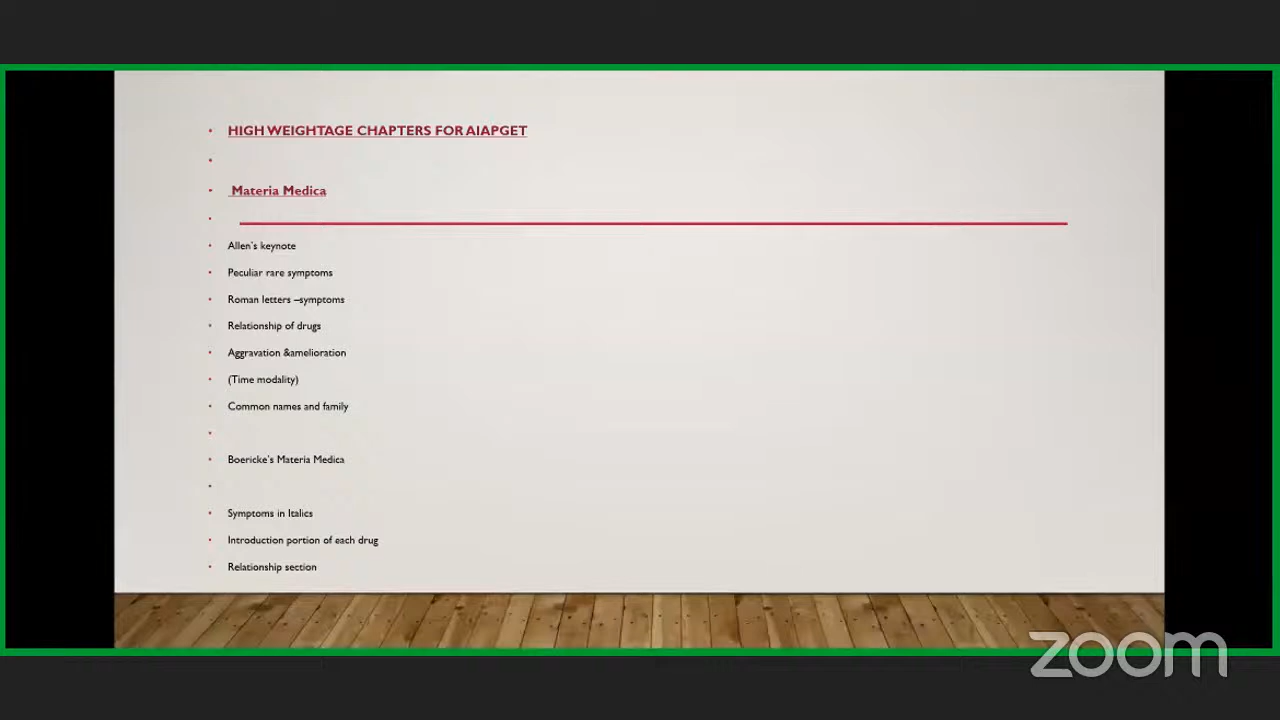 HIGH WEIGHTAGE CHAPTERS FOR AIAPGET
Materia Medica
Allen's keynote
Peculiar rare symptoms
Roman letters –symptoms
Relationship of drugs
Aggravation &amelioration
(Time modality)
Common names and family
Boericke's Materia Medica
Symptoms in Italics
Introduction portion of each drug
Relationship section
zoom